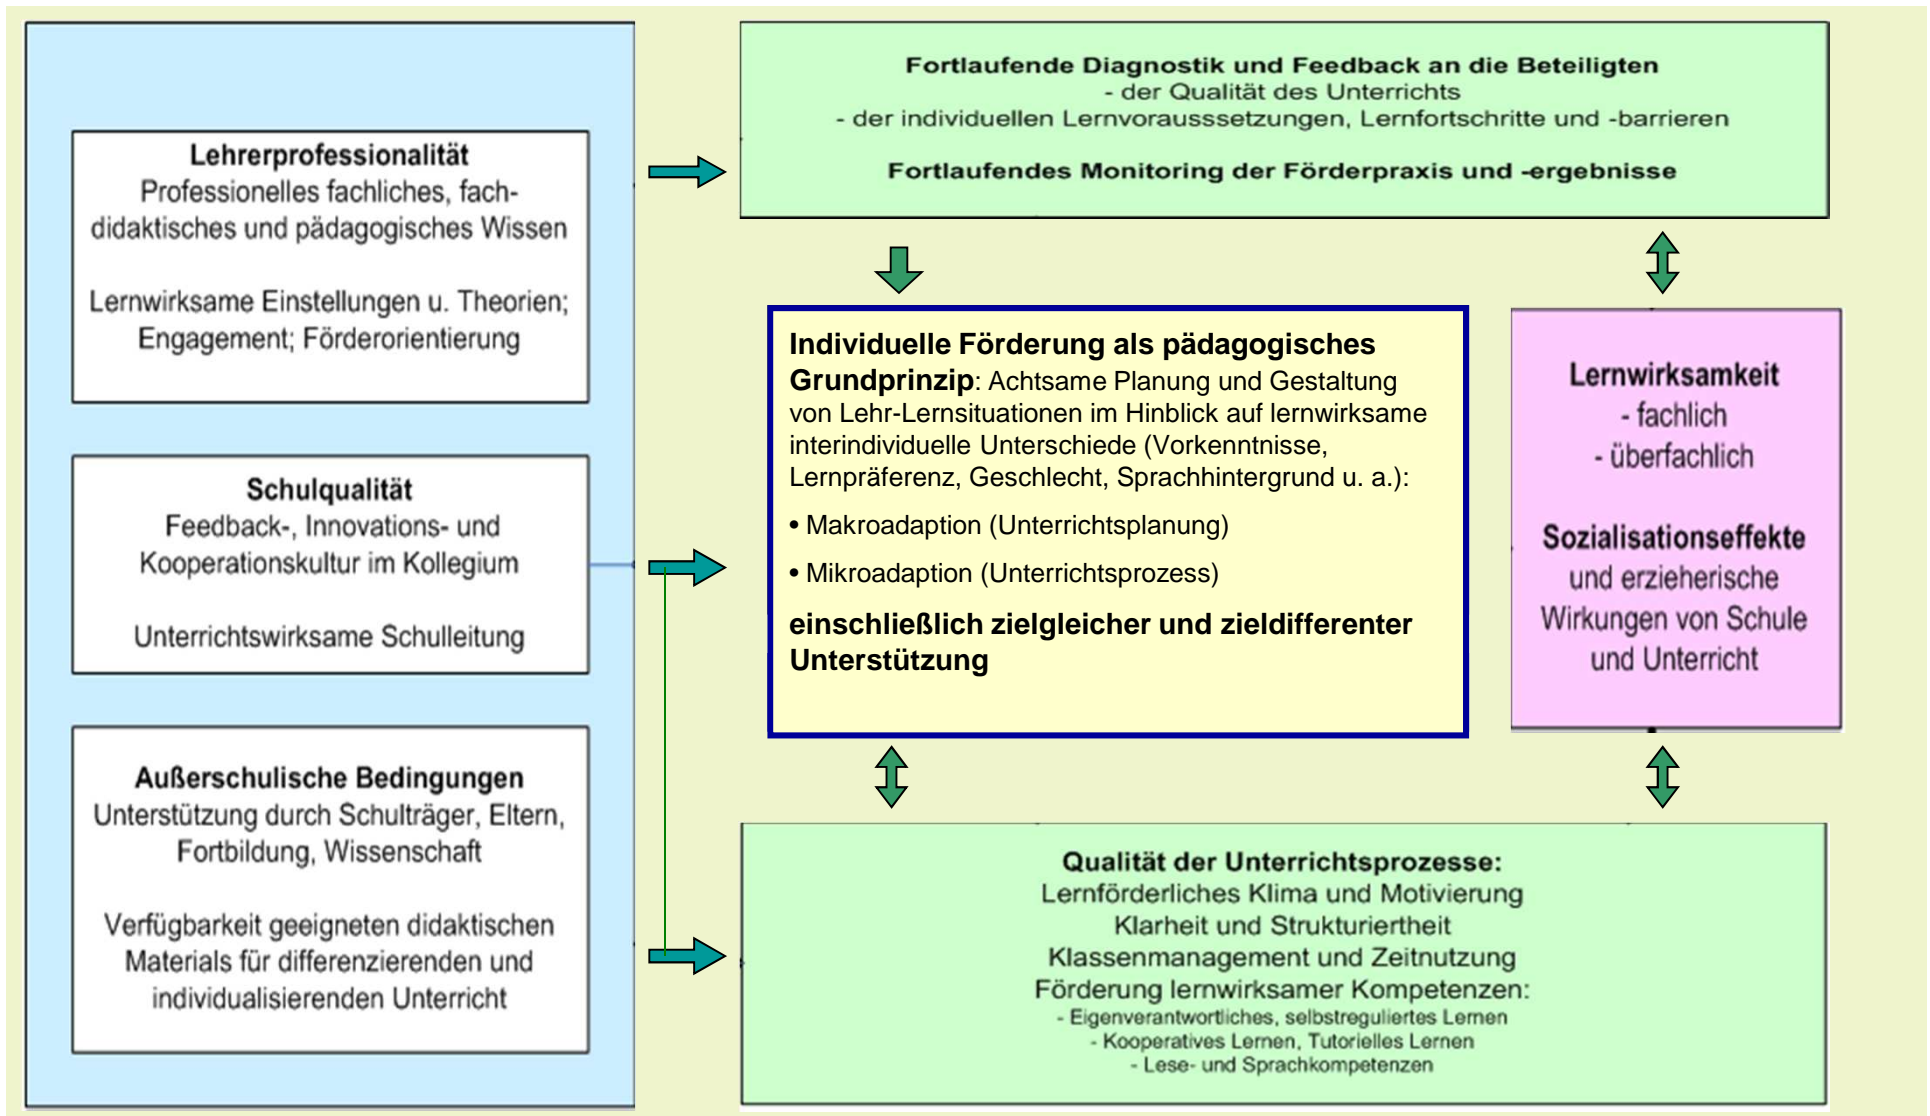 Lehrerprofessionalität
Professionelles fachliches, fach-
didaktisches und pädagogisches Wissen
Lernwirksame Einstellungen u. Theorien;
Engagement; Förderorientierung
Schulqualität
Feedback-, Innovations- und
Kooperationskultur im Kollegium
Unterrichtswirksame Schulleitung
Außerschulische Bedingungen
Unterstützung durch Schulträger, Eltern,
Fortbildung, Wissenschaft
Verfügbarkeit geeigneten didaktischen
Materials für differenzierenden und
individualisierenden Unterricht
Fortlaufende Diagnostik und Feedback an die Beteiligten
- der Qualität des Unterrichts
- der individuellen Lernvorausssetzungen, Lernfortschritte und -barrieren
Fortlaufendes Monitoring der Förderpraxis und -ergebnisse
Individuelle Förderung als pädagogisches
Grundprinzip: Achtsame Planung und Gestaltung
von Lehr-Lernsituationen im Hinblick auf lernwirksame
interindividuelle Unterschiede (Vorkenntnisse,
Lernpräferenz, Geschlecht, Sprachhintergrund u. a.):
• Makroadaption (Unterrichtsplanung)
• Mikroadaption (Unterrichtsprozess)
einschließlich zielgleicher und zieldifferenter
Unterstützung
Lernwirksamkeit
- fachlich
- überfachlich
Sozialisationseffekte
und erzieherische
Wirkungen von Schule
und Unterricht
Qualität der Unterrichtsprozesse:
Lernförderliches Klima und Motivierung
Klarheit und Strukturiertheit
Klassenmanagement und Zeitnutzung
Förderung lernwirksamer Kompetenzen:
- Eigenverantwortliches, selbstreguliertes Lernen
- Kooperatives Lernen, Tutorielles Lernen
- Lese- und Sprachkompetenzen